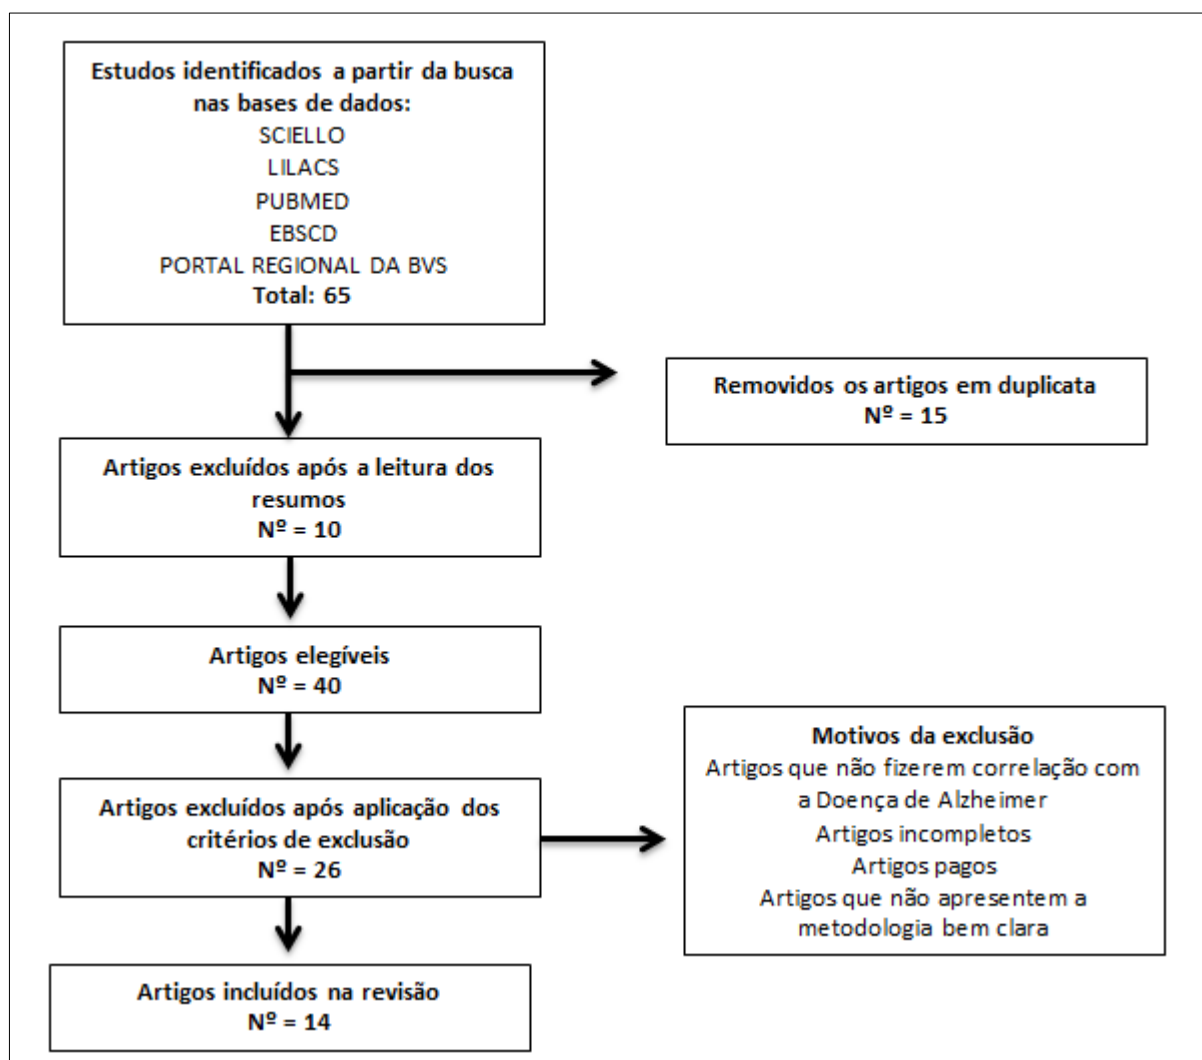 Estudos identificados a partir da busca
nas bases de dados:
SCIELLO
LILACS
PUBMED
EBSCD
PORTAL REGIONAL DA BVS
Total: 65
Removidos os artigos em duplicata
Nº = 15
Artigos excluídos após a leitura dos
resumos
Nº = 10
Artigos elegíveis
Nº = 40
Artigos excluídos após aplicação dos
critérios de exclusão
Nº = 26
Motivos da exclusão
Artigos que não fizerem correlação com
a Doença de Alzheimer
Artigos incompletos
Artigos pagos
Artigos que não apresentem a
metodologia bem clara
Artigos incluídos na revisão
Nº = 14